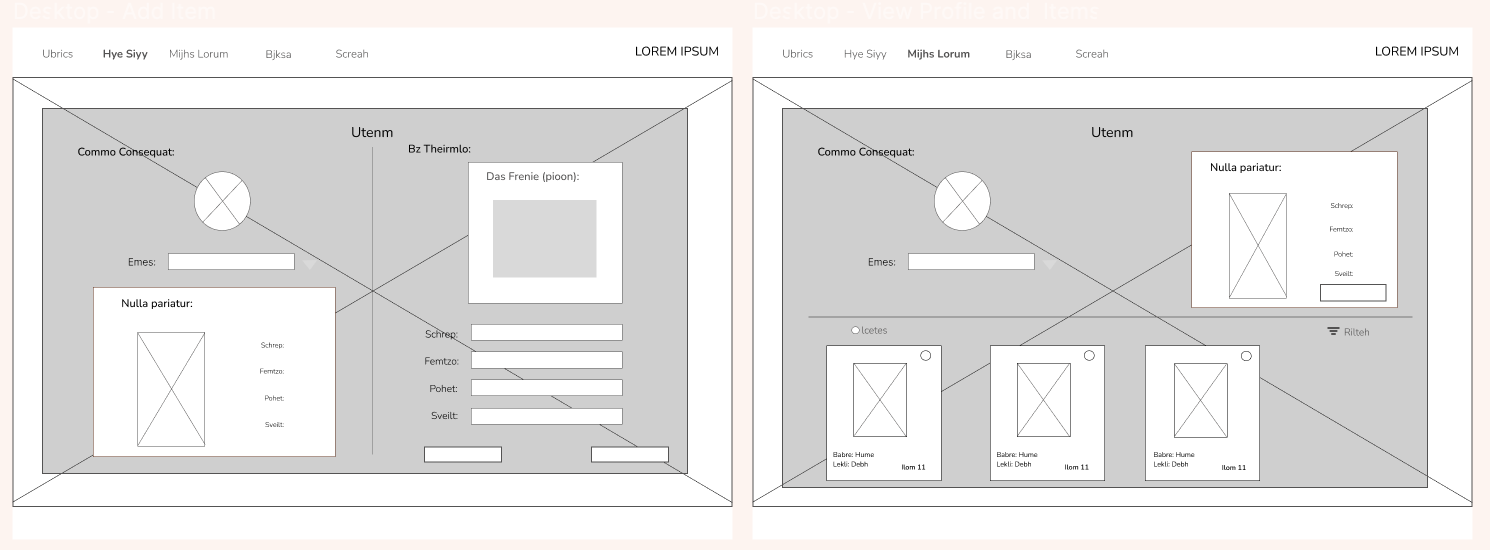 Desktop - Add Item
Ubrics Hye Siyy Mijhs Lorum Bjksa Screah LOREM IPSUM
Utenm
Commo Consequat:
Bz Theirmlo:
Das Frenie (pioon):
Emes:
Nulla pariatur:
Schrep:
Femtzo:
Pohet:
Sveilt:
Schrep:
Femtzo:
Pohet:
Sveilt:
Desktop - View Profile and Items
Ubrics Hye Siyy Mijhs Lorum Bjksa Screah LOREM IPSUM
Utenm
Commo Consequat:
Emes:
Nulla pariatur:
Schrep:
Femtzo:
Pohet:
Sveilt:
lcetes
Rilteh
Babre: Hume
Lekli: Debh
Ilom 11
Babre: Hume
Lekli: Debh
Ilom 11
Babre: Hume
Lekli: Debh
Ilom 11